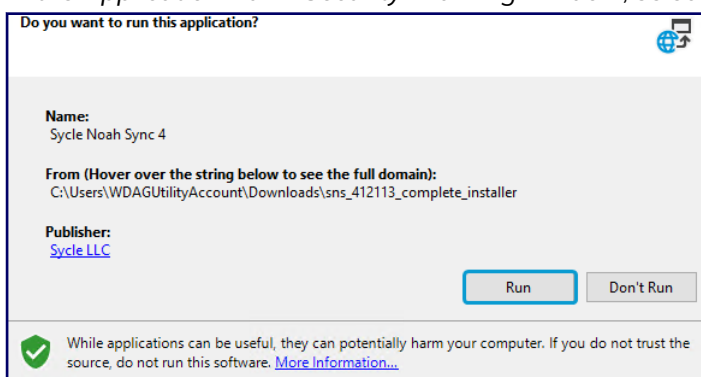 Do you want to run this application?
Name:
Sycle Noah Sync 4
From (Hover over the string below to see the full domain):
C:\Users\WDAGUtilityAccount\Downloads\sns_412113_complete_installer
Publisher:
Sycle LLC
Run Don't Run
While applications can be useful, they can potentially harm your computer. If you do not trust the
source, do not run this software. More Information...